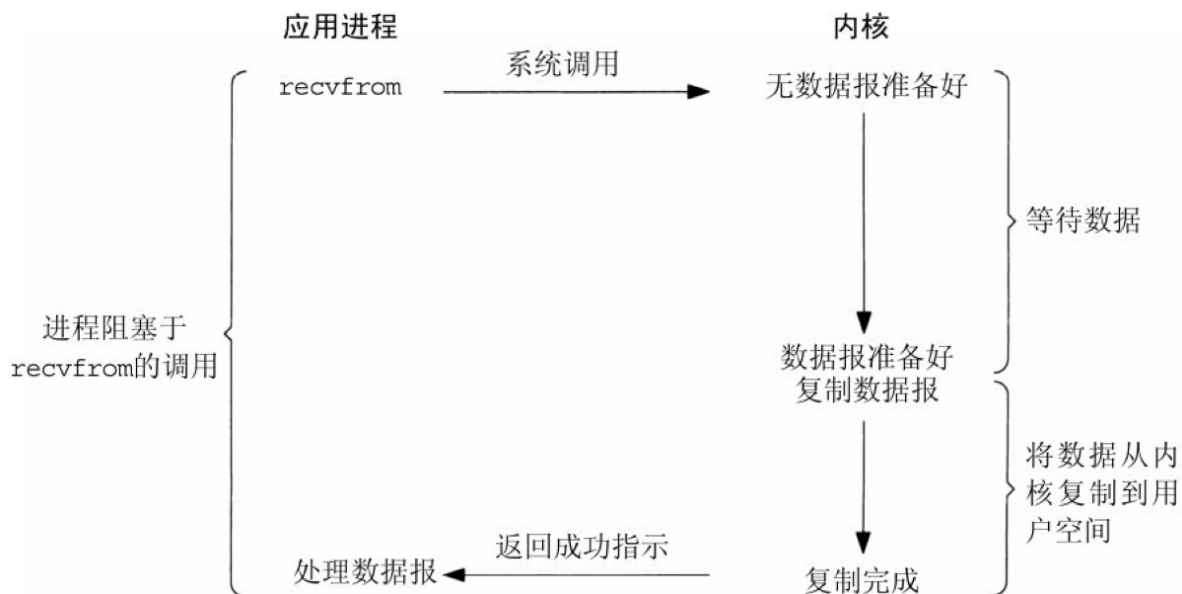 应用进程
内核
系统调用
recvfrom
无数据报准备好
等待数据
进程阻塞于
recvfrom的调用
数据报准备好
复制数据报
将数据从内
核复制到用
户空间
返回成功指示
处理数据报
复制完成